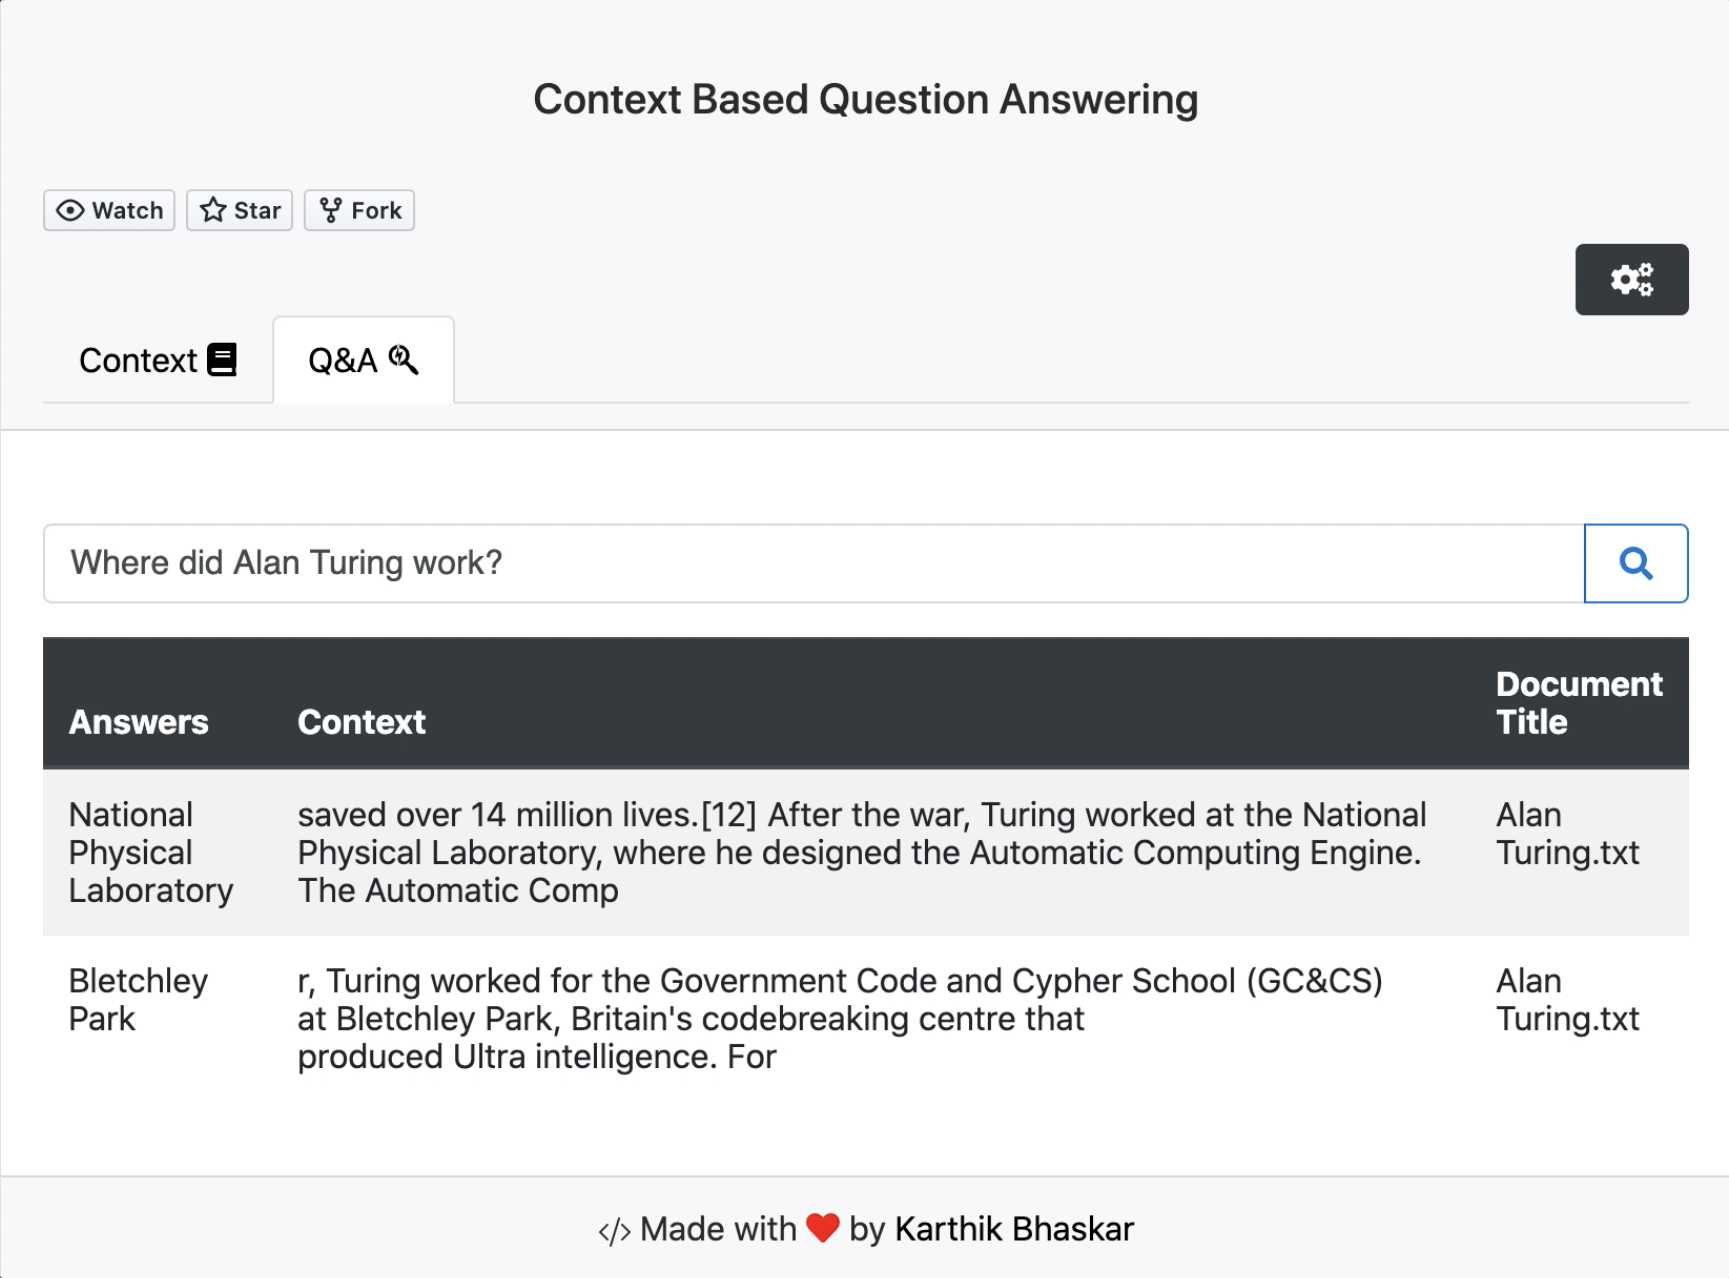 Context Based Question Answering
Watch Star Fork
Context Q&A
Where did Alan Turing work?
Answers Context Document Title
National Physical Laboratory
saved over 14 million lives.[12] After the war, Turing worked at the National
Physical Laboratory, where he designed the Automatic Computing Engine.
The Automatic Comp
Alan
Turing.txt
Bletchley
Park
r, Turing worked for the Government Code and Cypher School (GC&CS)
at Bletchley Park, Britain's codebreaking centre that
produced Ultra intelligence. For
Alan
Turing.txt
</> Made with ❤ by Karthik Bhaskar